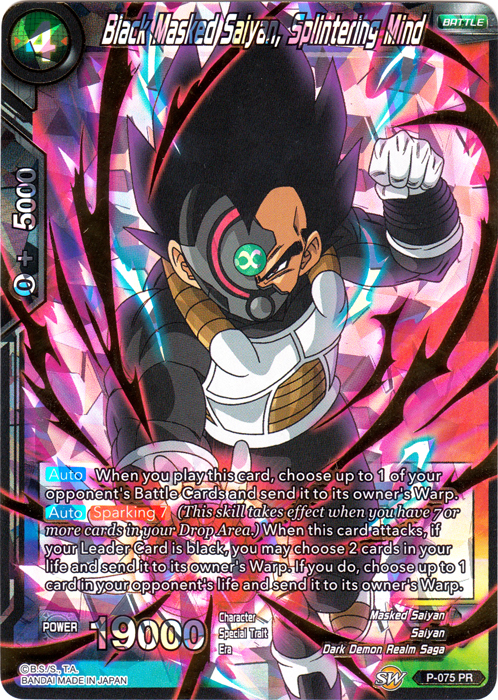 Black Masked Saiyan, Splintering Mind
BATTLE
4
0 + 5000
Auto When you play this card, choose up to 1 of your
opponent's Battle Cards and send it to its owner's Warp.
Auto Sparking 7 (This skill takes effect when you have 7 or
more cards in your Drop Area.) When this card attacks, if
your Leader Card is black, you may choose 2 cards in your
life and send it to its owner's Warp. If you do, choose up to 1
card in your opponent's life and send it to its owner's Warp.
POWER 19000
Character Masked Saiyan
Special Trait Saiyan
Era Dark Demon Realm Saga
©B.S./S., T.A.
BANDAI MADE IN JAPAN
SW P-075 PR